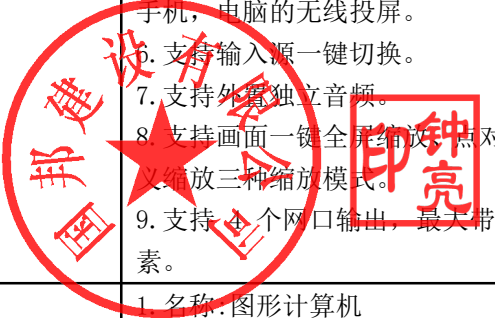 手机，电脑的无线投屏。
6.支持输入源一键切换。
7.支持外置独立音频。
8.支持画面一键全屏缩放、点对
义缩放三种缩放模式。
9.支持 4 个网口输出，最大带
素。
1.名称:图形计算机
国邦建设有限公司
钟亮印